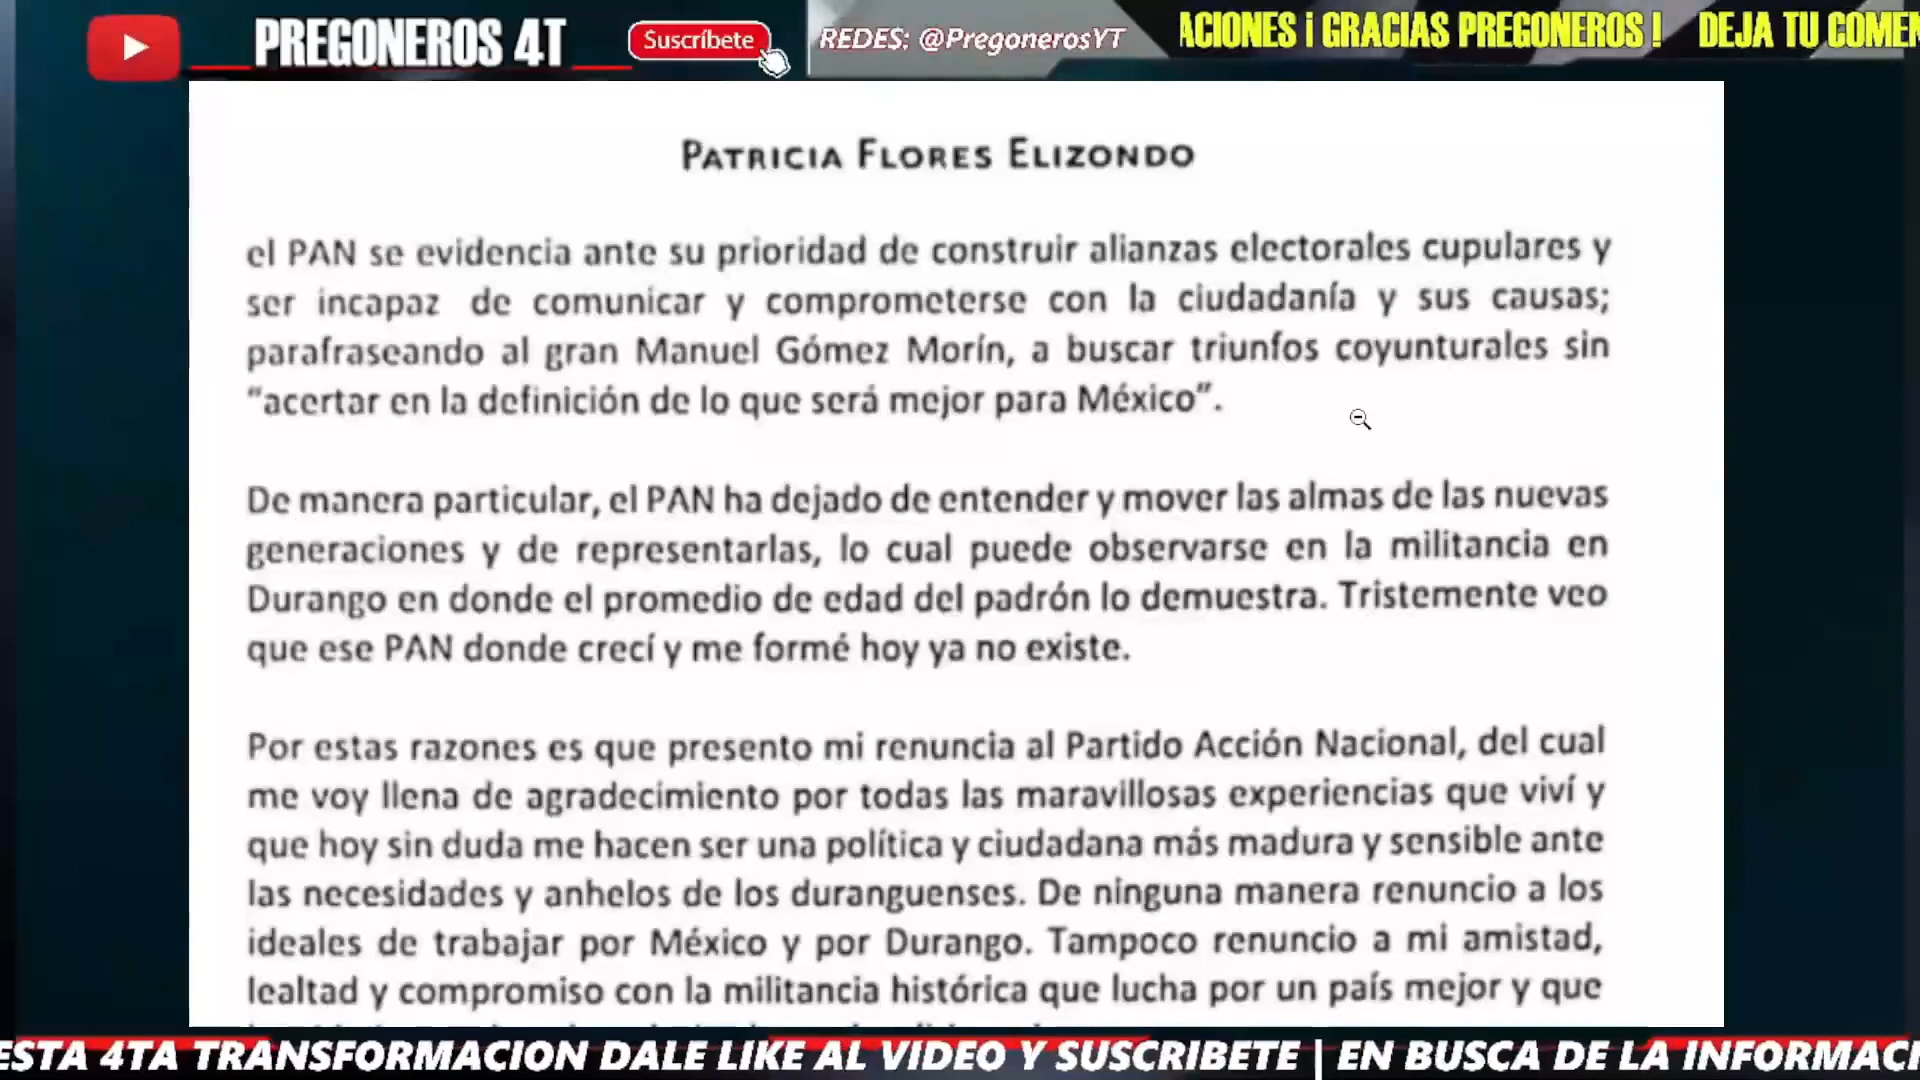 PREGONEROS 4T
Suscríbete
REDES: @PregonerosYT
ACIONES ¡ GRACIAS PREGONEROS ! DEJA TU COMEN
PATRICIA FLORES ELIZONDO
el PAN se evidencia ante su prioridad de construir alianzas electorales cupulares y
ser incapaz de comunicar y comprometerse con la ciudadanía y sus causas;
parafraseando al gran Manuel Gómez Morín, a buscar triunfos coyunturales sin
“acertar en la definición de lo que será mejor para México”.
De manera particular, el PAN ha dejado de entender y mover las almas de las nuevas
generaciones y de representarlas, lo cual puede observarse en la militancia en
Durango en donde el promedio de edad del padrón lo demuestra. Tristemente veo
que ese PAN donde crecí y me formé hoy ya no existe.
Por estas razones es que presento mi renuncia al Partido Acción Nacional, del cual
me voy llena de agradecimiento por todas las maravillosas experiencias que viví y
que hoy sin duda me hacen ser una política y ciudadana más madura y sensible ante
las necesidades y anhelos de los duranguenses. De ninguna manera renuncio a los
ideales de trabajar por México y por Durango. Tampoco renuncio a mi amistad,
lealtad y compromiso con la militancia histórica que lucha por un país mejor y que
ESTA 4TA TRANSFORMACION DALE LIKE AL VIDEO Y SUSCRIBETE | EN BUSCA DE LA INFORMACI